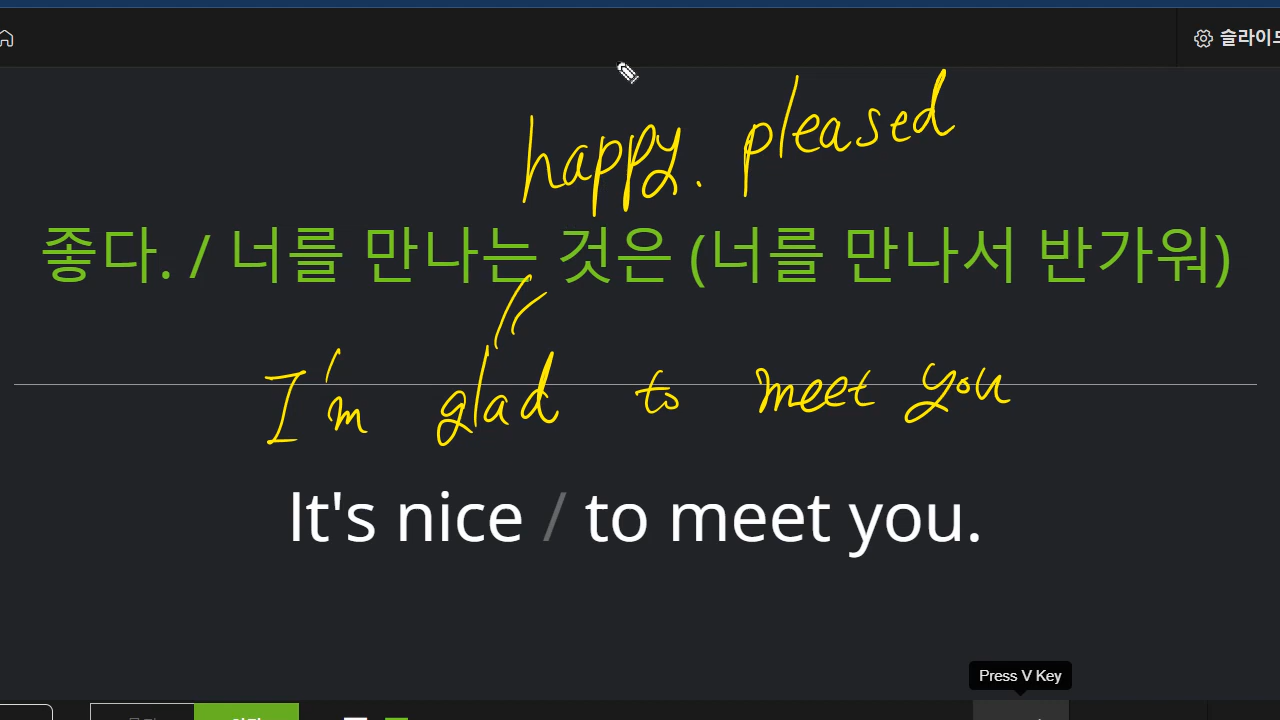 슬라이드
happy. pleased
좋다. / 너를 만나는 것은 (너를 만나서 반가워)
I'm glad to meet you
It's nice / to meet you.
Press V Key